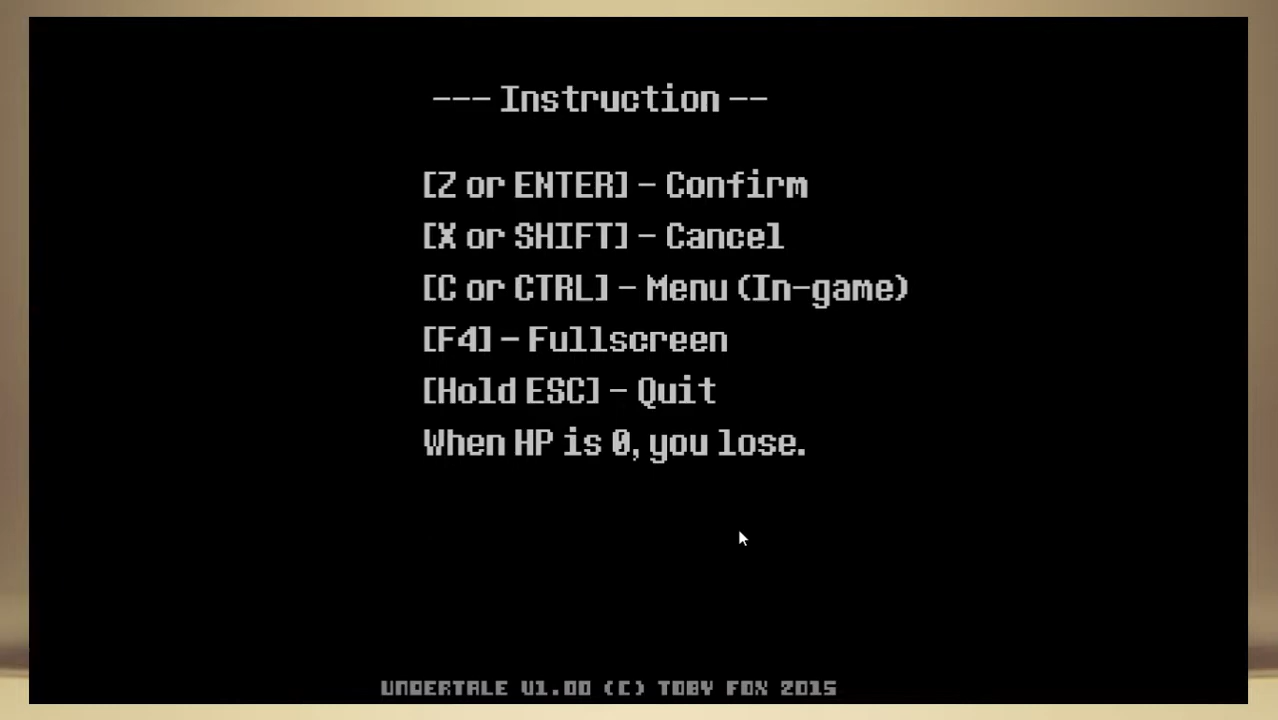 --- Instruction --
[Z or ENTER] - Confirm
[X or SHIFT] - Cancel
[C or CTRL] - Menu (In-game)
[F4] - Fullscreen
[Hold ESC] - Quit
When HP is 0, you lose.
UNDERTALE V1.00 (C) TOBY FOX 2015